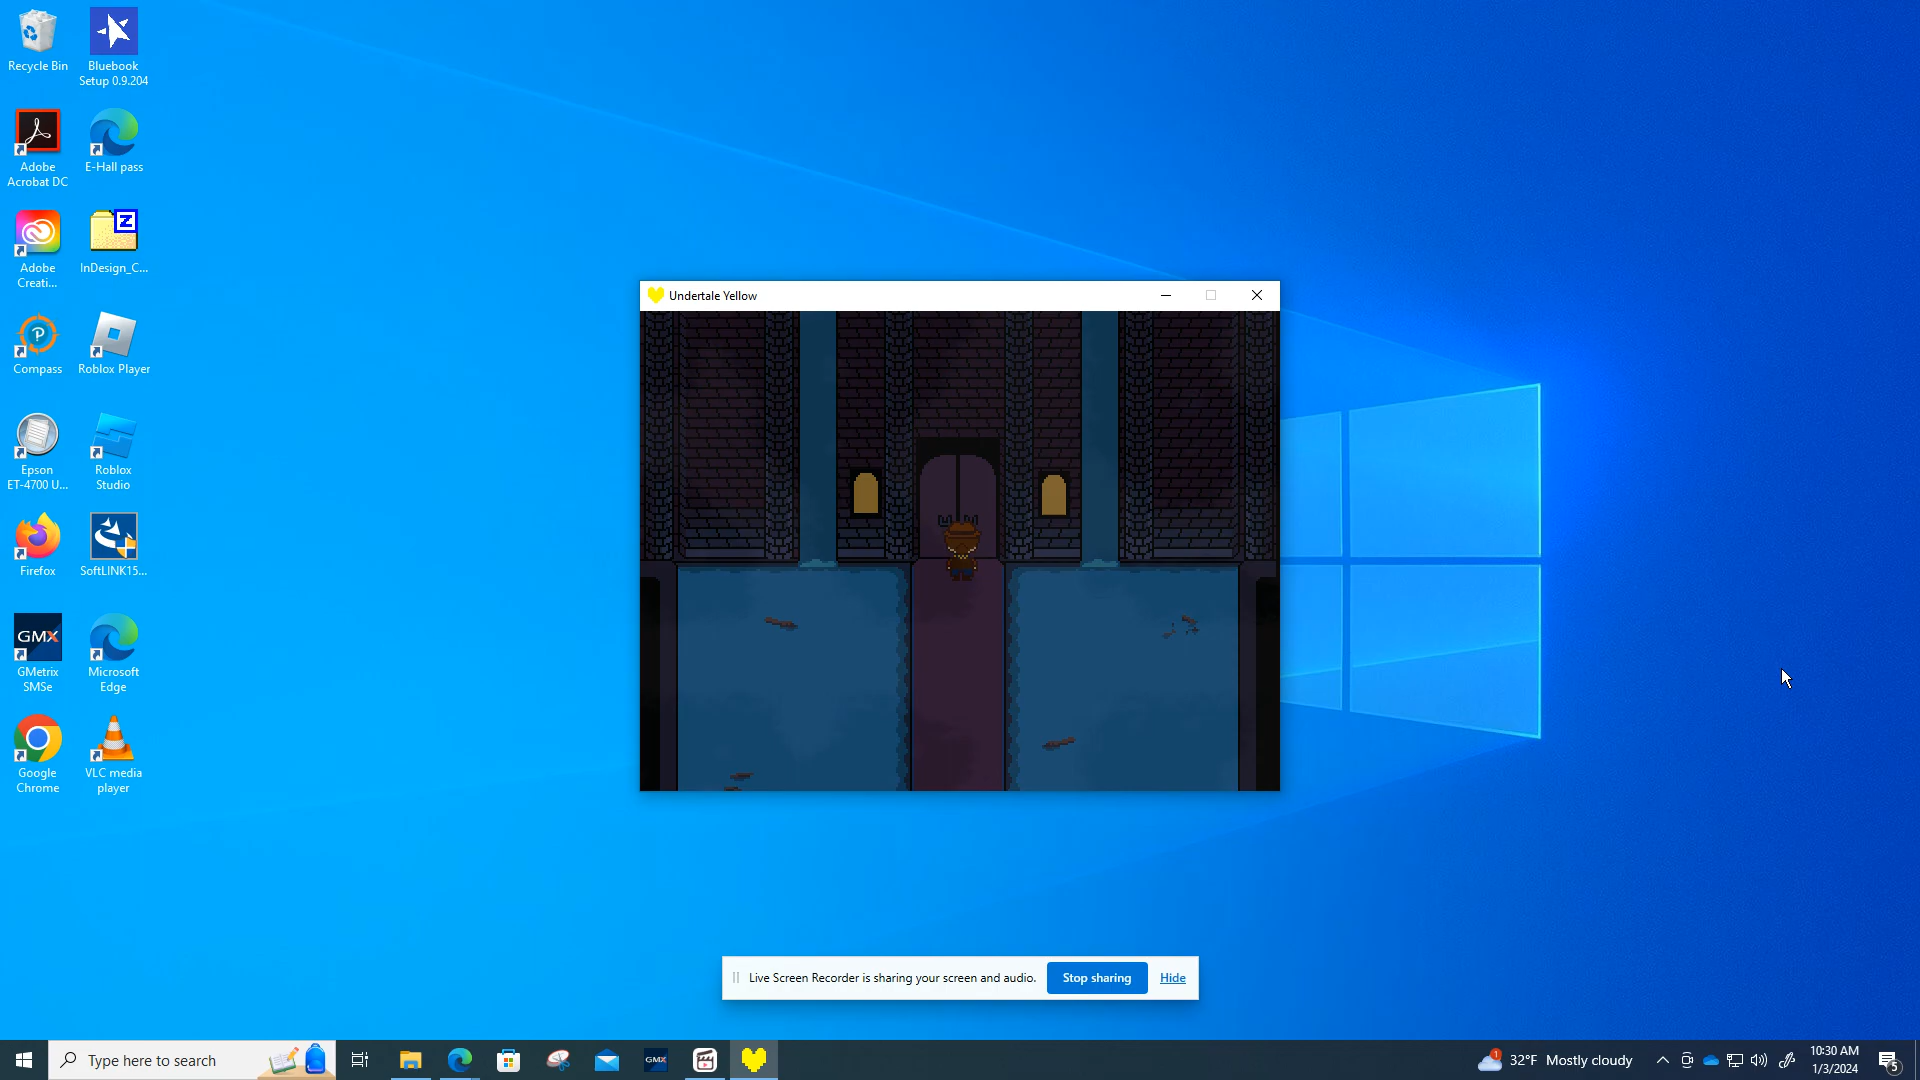 Recycle Bin
Bluebook
Setup 0.9.204
Adobe
Acrobat DC
E-Hall pass
Adobe
Creati...
InDesign_C...
Compass
Roblox Player
Epson
ET-4700 U...
Roblox
Studio
Firefox
SoftLINK15...
GMX
GMetrix
SMSe
Microsoft
Edge
Google
Chrome
VLC media
player
Undertale Yellow
Live Screen Recorder is sharing your screen and audio.
Stop sharing
Hide
Type here to search
GMX
1
32°F Mostly cloudy
10:30 AM
1/3/2024
5